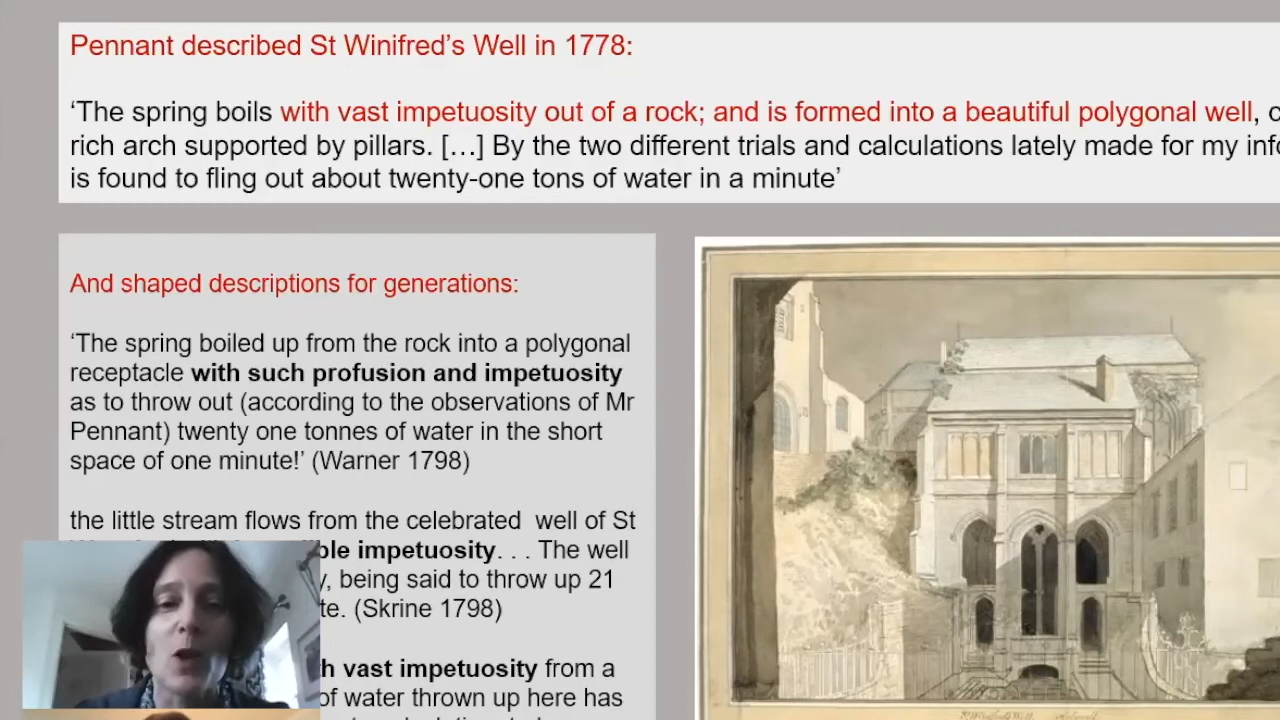 Pennant described St Winifred’s Well in 1778:
‘The spring boils with vast impetuosity out of a rock; and is formed into a beautiful polygonal well,
rich arch supported by pillars. […] By the two different trials and calculations lately made for my
is found to fling out about twenty-one tons of water in a minute’
And shaped descriptions for generations:
‘The spring boiled up from the rock into a polygonal
receptacle with such profusion and impetuosity
as to throw out (according to the observations of Mr
Pennant) twenty one tonnes of water in the short
space of one minute!’ (Warner 1798)
the little stream flows from the celebrated well of St
impetuosity. . . The well
being said to throw up 21
(Skrine 1798)
vast impetuosity from a
of water thrown up here has